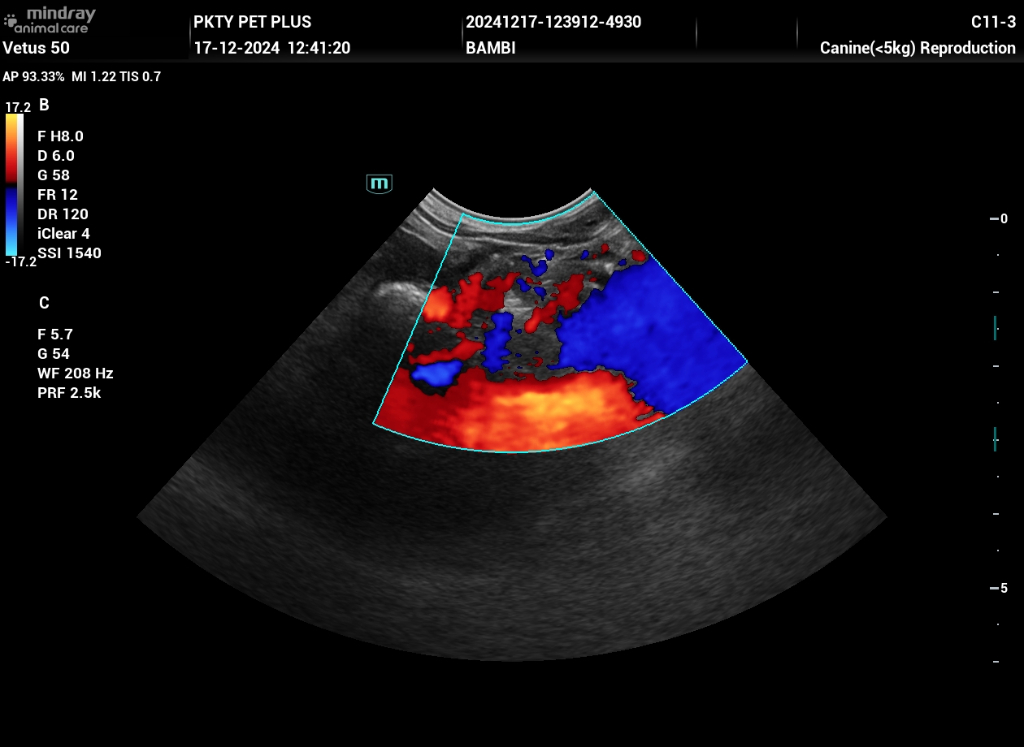 mindray
animalcare
PKTY PET PLUS
20241217-123912-4930
C11-3
Vetus 50
17-12-2024 12:41:20
BAMBI
Canine(<5kg) Reproduction
AP 93.33% MI 1.22 TIS 0.7
17.2
B
F H8.0
D 6.0
G 58
FR 12
DR 120
iClear 4
SSI 1540
-17.2
C
F 5.7
G 54
WF 208 Hz
PRF 2.5k
m
0
5